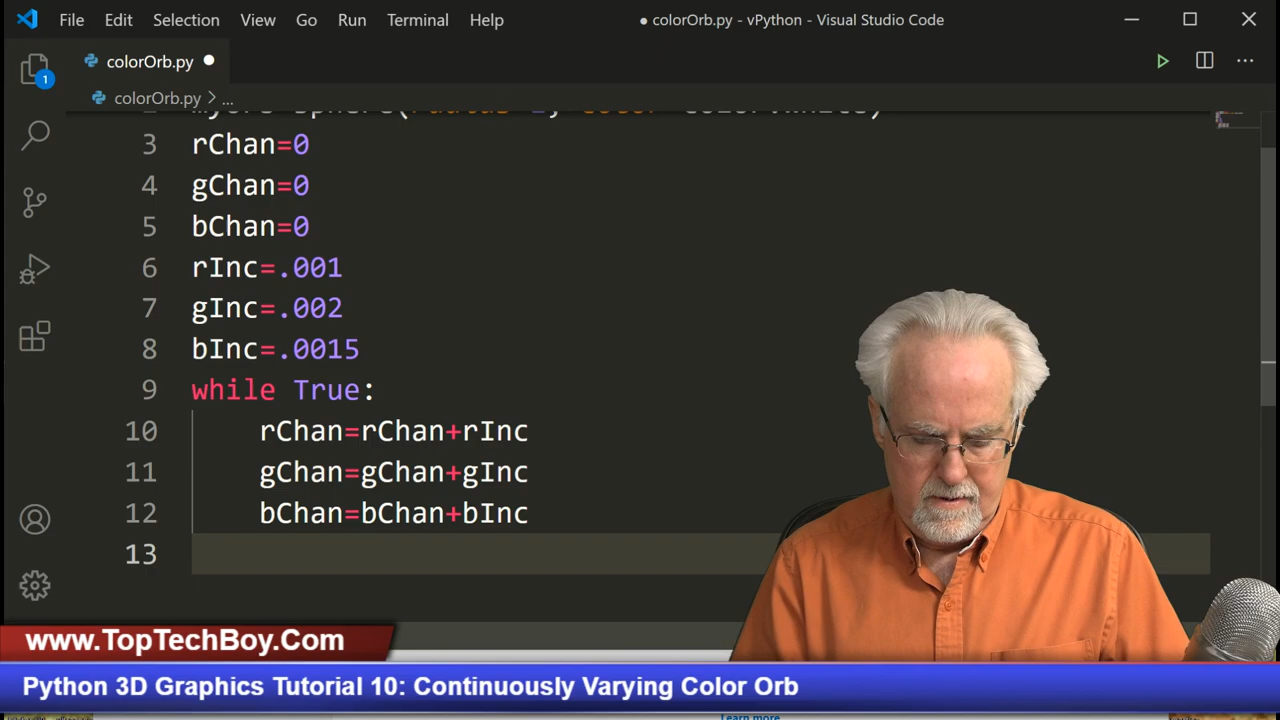 File Edit Selection View Go Run Terminal Help
● colorOrb.py - vPython - Visual Studio Code
colorOrb.py ●
1
colorOrb.py > ...
3 rChan=0
4 gChan=0
5 bChan=0
6 rInc=.001
7 gInc=.002
8 bInc=.0015
9 while True:
10 rChan=rChan+rInc
11 gChan=gChan+gInc
12 bChan=bChan+bInc
13
www.TopTechBoy.Com
Python 3D Graphics Tutorial 10: Continuously Varying Color Orb
Learn more